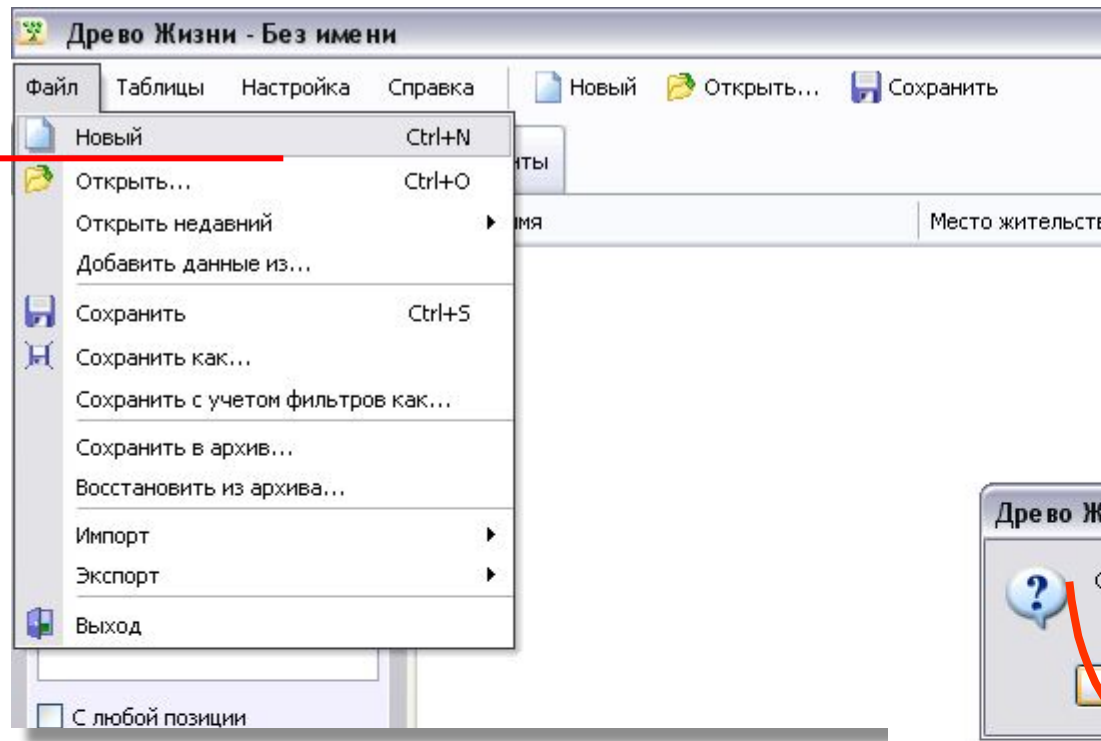 Древо Жизни - Без имени
Файл Таблицы Настройка Справка Новый Открыть... Сохранить
Новый Ctrl+N
Открыть... Ctrl+O
Открыть недавний
Добавить данные из...
Сохранить Ctrl+S
Сохранить как...
Сохранить с учетом фильтров как...
Сохранить в архив...
Восстановить из архива...
Импорт
Экспорт
Выход
С любой позиции
нты
мя Место жительств
Древо Ж